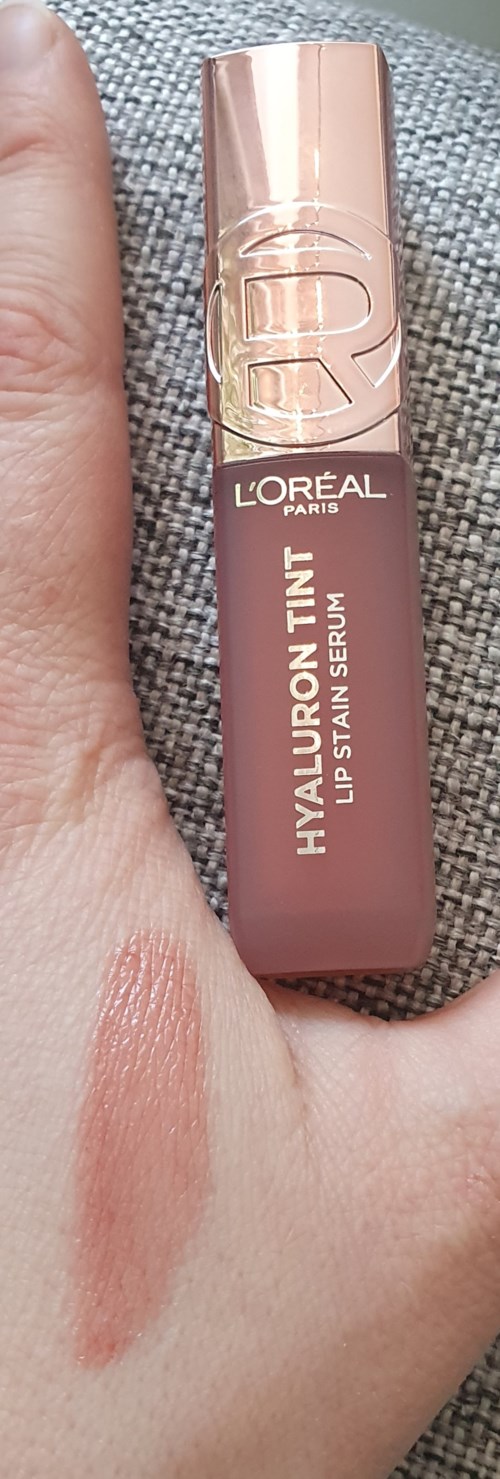 L'ORÉAL
PARIS
HYALURON TINT
LIP STAIN SERUM